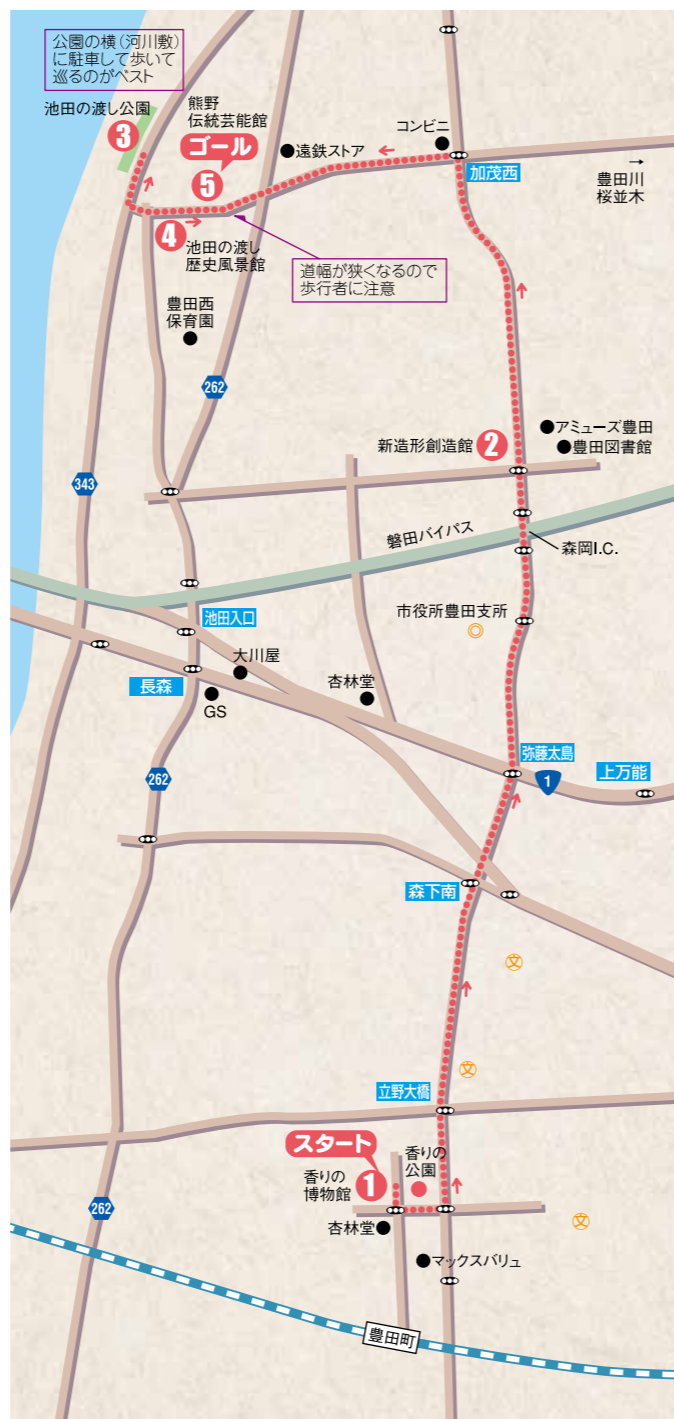 公園の横（河川敷）
に駐車して歩いて
巡るのがベスト
池田の渡し公園
3
熊野
伝統芸能館
ゴール
5
遠鉄ストア
コンビニ
加茂西
→
豊田川
桜並木
4
池田の渡し
歴史風景館
道幅が狭くなるので
歩行者に注意
豊田西
保育園
262
アミューズ豊田
新造形創造館
2
豊田図書館
343
磐田バイパス
森岡I.C.
市役所豊田支所
池田入口
大川屋
長森
GS
杏林堂
弥藤太島
1
上万能
262
森下南
文
文
立野大橋
スタート
香りの
博物館
1
香りの
公園
262
杏林堂
文
マックスバリュ
豊田町